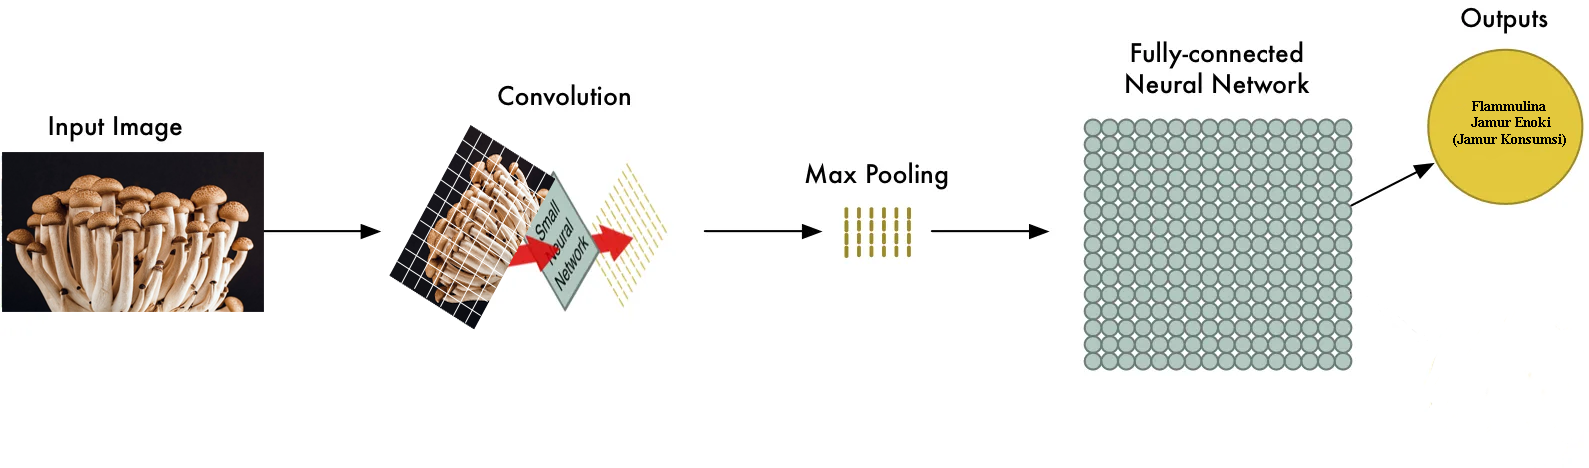 Input Image
Convolution
Small
Neural
Network
Max Pooling
Fully-connected
Neural Network
Outputs
Flammulina
Jamur Enoki
(Jamur Konsumsi)